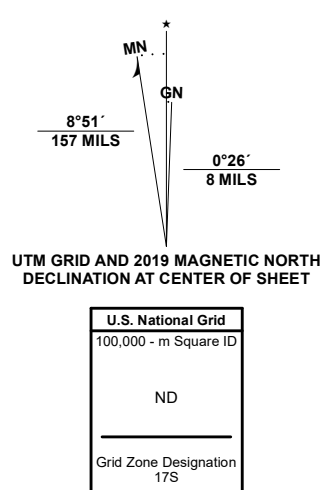 ★
MN
GN
8°51´
157 MILS
0°26´
8 MILS
UTM GRID AND 2019 MAGNETIC NORTH
DECLINATION AT CENTER OF SHEET
U.S. National Grid
100,000 - m Square ID
ND
Grid Zone Designation
17S